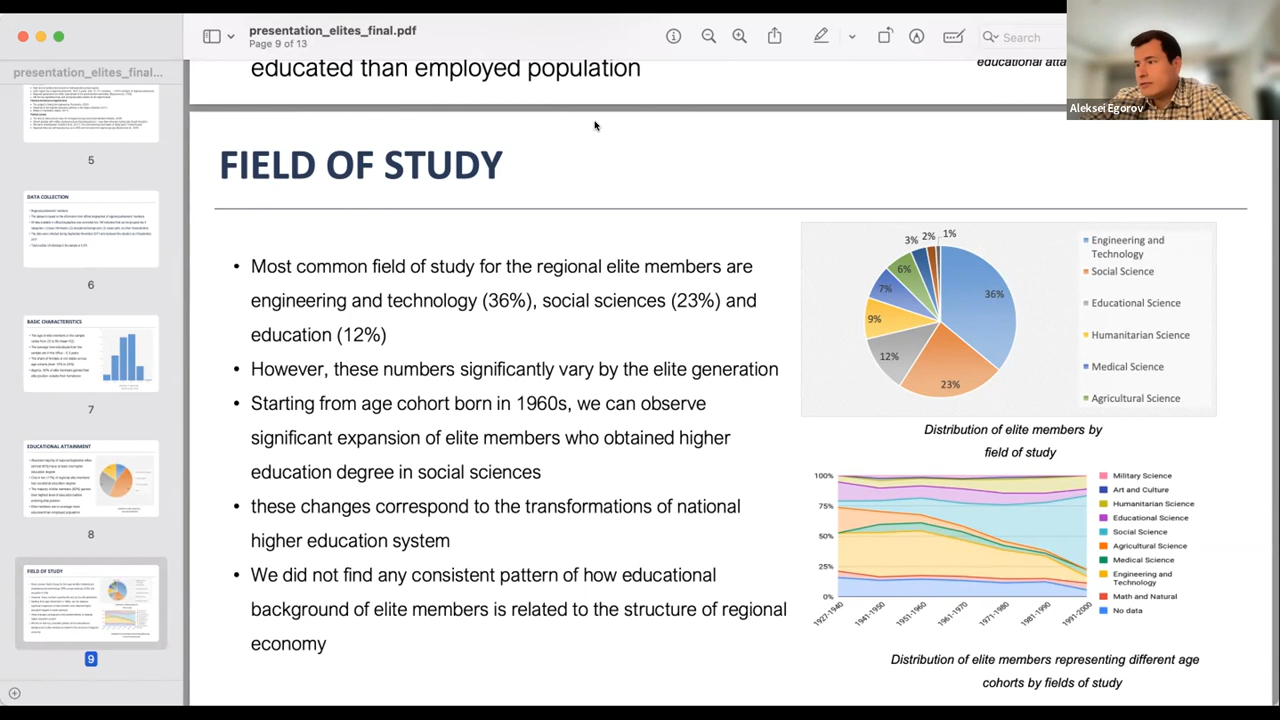 presentation_elites_final.pdf
Page 9 of 13
Search
presentation_elites_final...
5
DATA COLLECTION
6
BASIC CHARACTERISTICS
7
EDUCATIONAL ATTAINMENT
8
FIELD OF STUDY
9
educated than employed population
educational atta
Aleksei Egorov
FIELD OF STUDY
• Most common field of study for the regional elite members are
engineering and technology (36%), social sciences (23%) and
education (12%)
• However, these numbers significantly vary by the elite generation
• Starting from age cohort born in 1960s, we can observe
significant expansion of elite members who obtained higher
education degree in social sciences
• these changes correspond to the transformations of national
higher education system
• We did not find any consistent pattern of how educational
background of elite members is related to the structure of regional
economy
3%
2%
1%
6%
7%
9%
12%
23%
36%
Engineering and
Technology
Social Science
Educational Science
Humanitarian Science
Medical Science
Agricultural Science
Distribution of elite members by
field of study
100%
75%
50%
25%
0%
1927-1940
1941-1950
1951-1960
1961-1970
1971-1980
1981-1990
1991-2000
Military Science
Art and Culture
Humanitarian Science
Educational Science
Social Science
Agricultural Science
Medical Science
Engineering and
Technology
Math and Natural
No data
Distribution of elite members representing different age
cohorts by fields of study